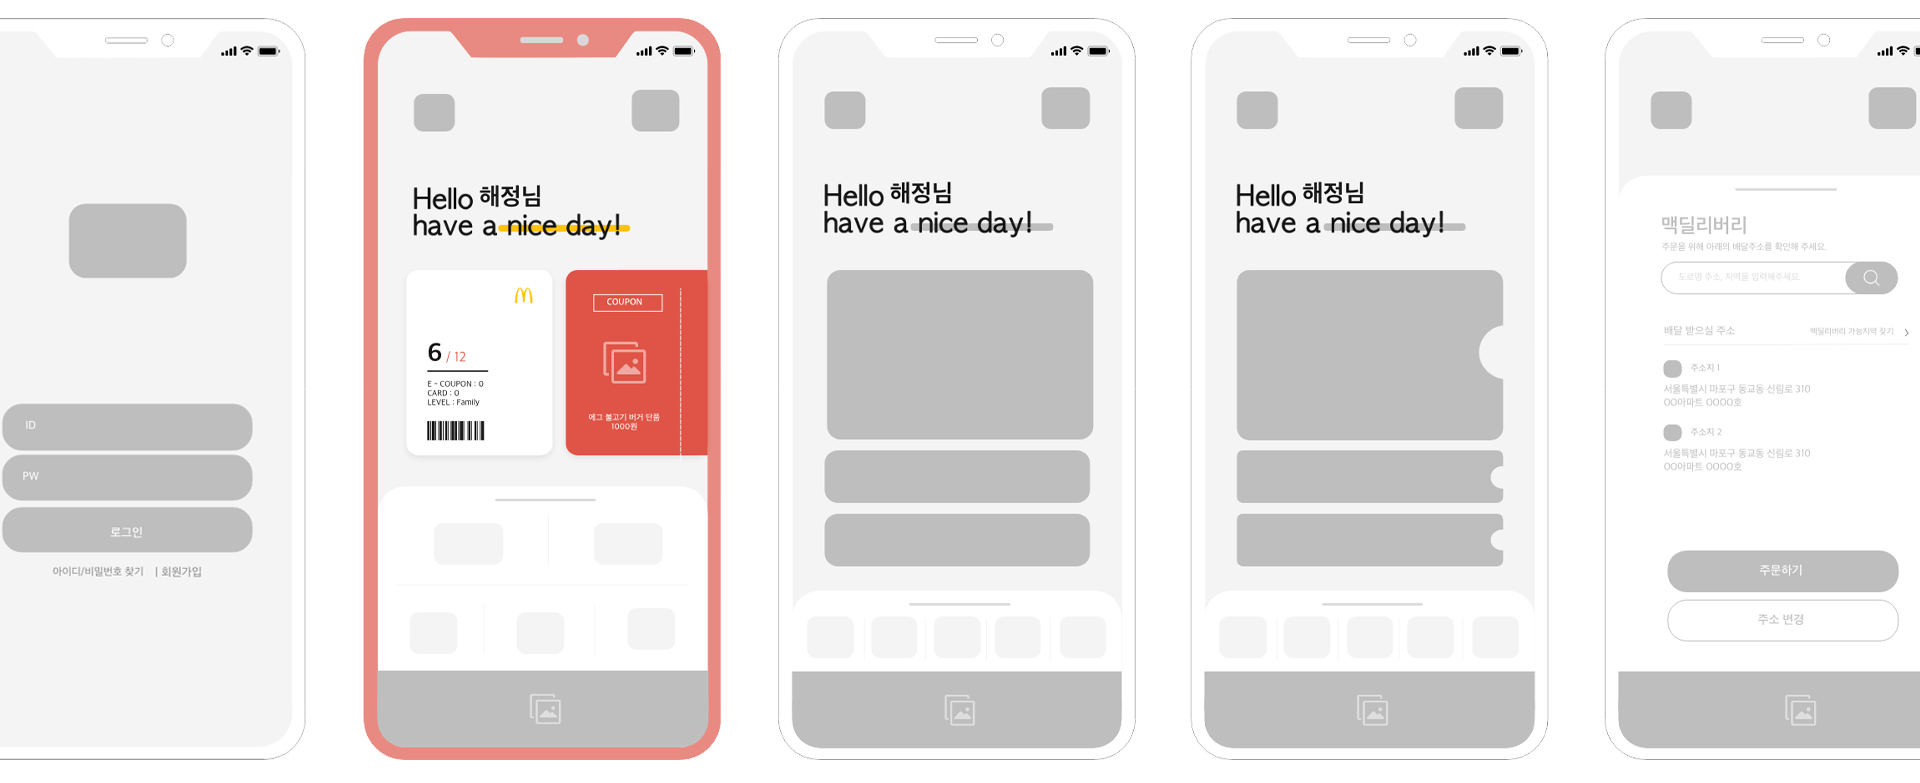 ID
PW
로그인
아이디/비밀번호 찾기 | 회원가입
Hello 해정님
have a nice day!
COUPON
6 / 12
E - COUPON : 0
CARD : 0
LEVEL : Family
에그 불고기 버거 단품
1000원
Hello 해정님
have a nice day!
Hello 해정님
have a nice day!
맥딜리버리
주문을 위해 아래의 배달주소를 확인해 주세요.
도로명 주소, 지역을 입력해주세요.
배달 받으실 주소
맥딜리버리 가능지역 찾기 >
주소지 1
서울특별시 마포구 동교동 신림로 310
OO아파트 OOOO호
주소지 2
서울특별시 마포구 동교동 신림로 310
OO아파트 OOOO호
주문하기
주소 변경